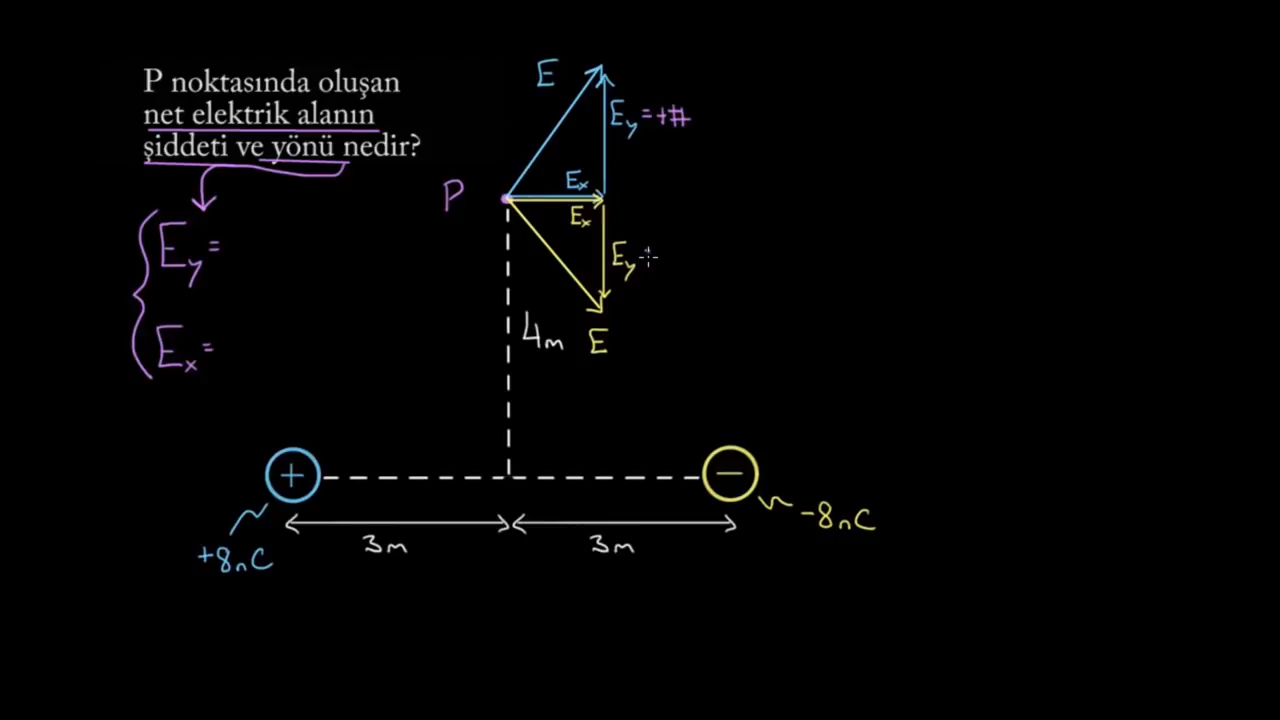 P noktasında oluşan
net elektrik alanın
şiddeti ve yönü nedir?
E
Ey=+#
P
Ex
Ex
Ey
Ey=
4m
E
Ex=
+
−
-8nC
3m
3m
+8nC